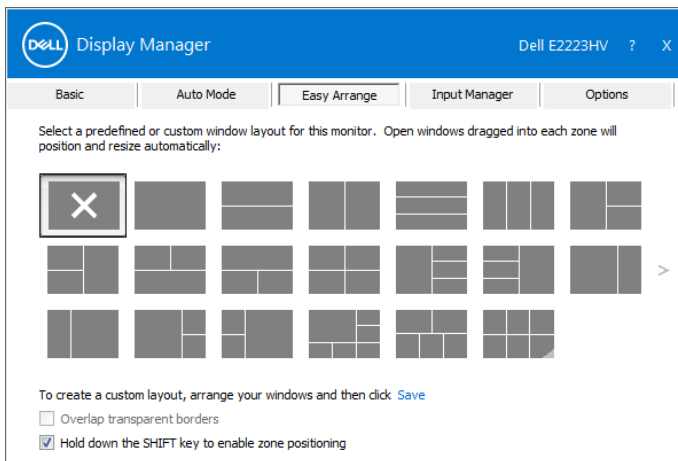 DELL Display Manager Dell E2223HV ? X
Basic Auto Mode Easy Arrange Input Manager Options
Select a predefined or custom window layout for this monitor. Open windows dragged into each zone will
position and resize automatically:
>
To create a custom layout, arrange your windows and then click Save
Overlap transparent borders
Hold down the SHIFT key to enable zone positioning